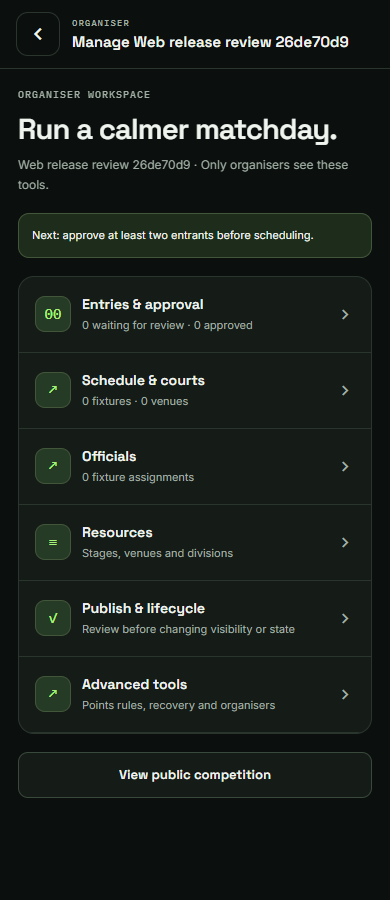 ORGANISER
Manage Web release review 26de70d9
ORGANISER WORKSPACE
Run a calmer matchday.
Web release review 26de70d9 · Only organisers see these
tools.
Next: approve at least two entrants before scheduling.
00
Entries & approval
0 waiting for review · 0 approved
↗
Schedule & courts
0 fixtures · 0 venues
↗
Officials
0 fixture assignments
≡
Resources
Stages, venues and divisions
√
Publish & lifecycle
Review before changing visibility or state
↗
Advanced tools
Points rules, recovery and organisers
View public competition